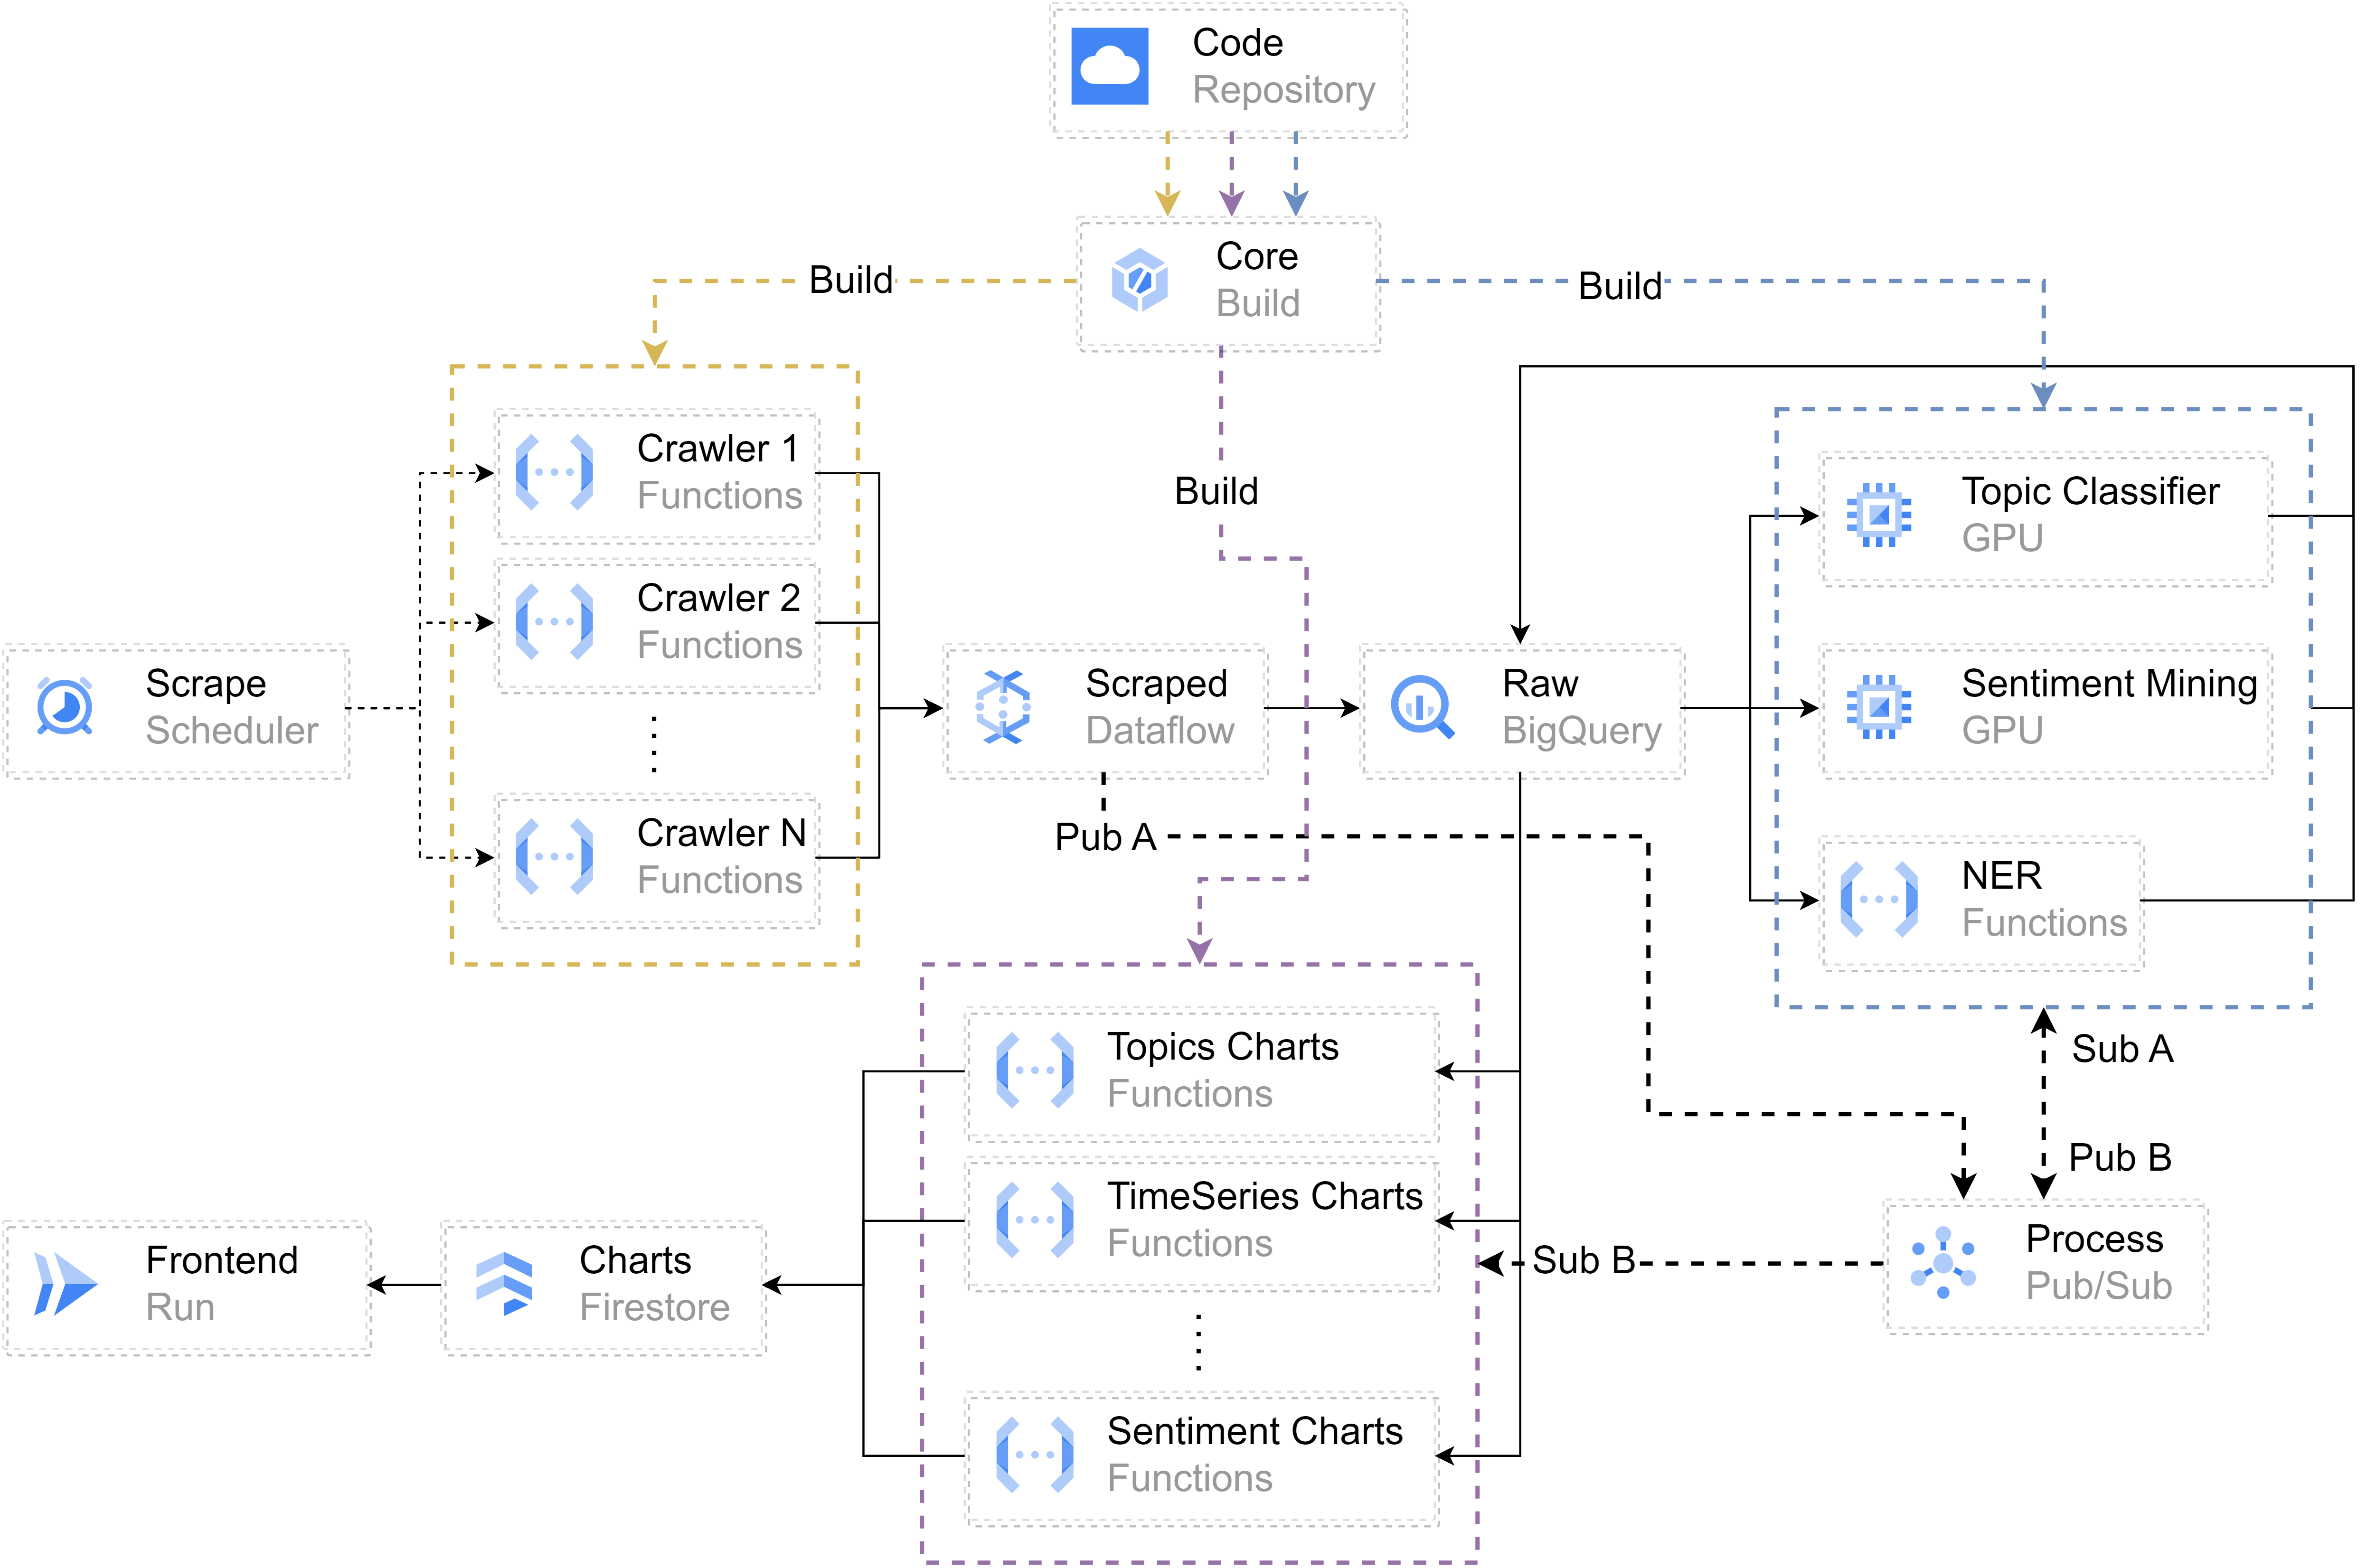 Code
Repository
Core
Build
Build
Build
Build
Crawler 1
Functions
Crawler 2
Functions
Crawler N
Functions
Scrape
Scheduler
Scraped
Dataflow
Raw
BigQuery
Topic Classifier
GPU
Sentiment Mining
GPU
NER
Functions
Pub A
Sub A
Pub B
Topics Charts
Functions
TimeSeries Charts
Functions
Sentiment Charts
Functions
Sub B
Process
Pub/Sub
Frontend
Run
Charts
Firestore